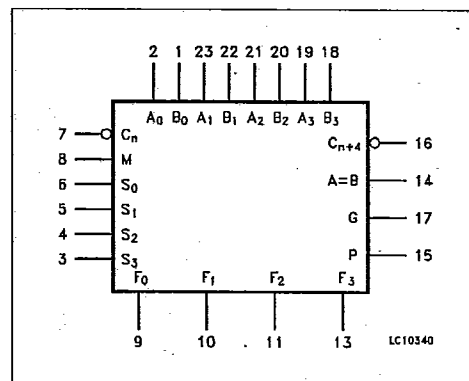 2 1 23 22 21 20 19 18
A0 B0 A1 B1 A2 B2 A3 B3
7 Cn Cn+4 16
8 M
A=B 14
6 S0
5 S1 G 17
4 S2
P 15
3 S3
F0 F1 F2 F3
9 10 11 13
LC10340